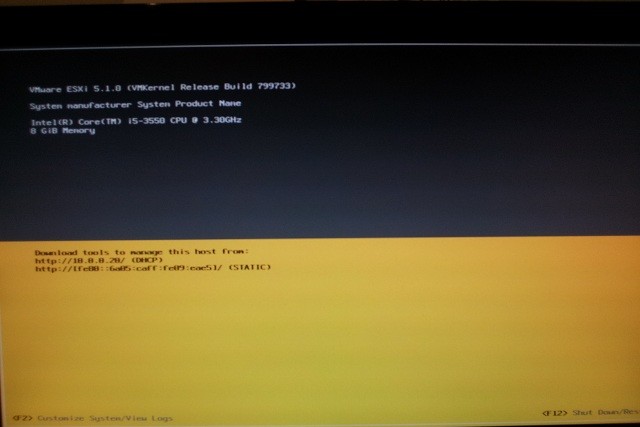 VMware ESXi 5.1.0 (VMKernel Release Build 799733)
System manufacturer System Product Name
Intel(R) Core(TM) i5-3550 CPU @ 3.30GHz
8 GiB Memory
Download tools to manage this host from:
http://10.0.0.20/ (DHCP)
http://[fe80::6a05:caff:fe09:eae5]/ (STATIC)
<F2> Customize System/View Logs
<F12> Shut Down/Res